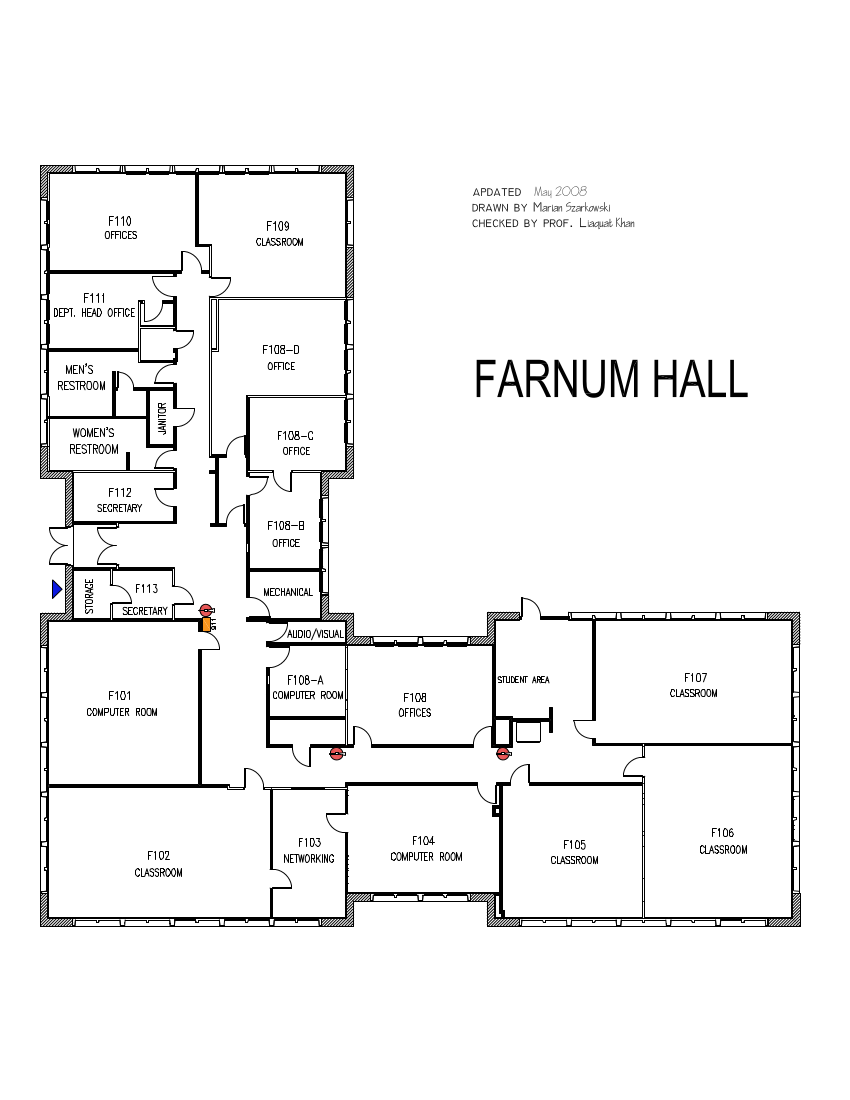 APDATED May 2008
DRAWN BY Marian Szarkowski
CHECKED BY PROF. Liaquat Khan
FARNUM HALL
F110
OFFICES
F109
CLASSROOM
F111
DEPT. HEAD OFFICE
F108-D
OFFICE
MEN'S
RESTROOM
JANITOR
F108-C
OFFICE
WOMEN'S
RESTROOM
F112
SECRETARY
F108-B
OFFICE
STORAGE
F113
SECRETARY
MECHANICAL
911
AUDIO/VISUAL
F101
COMPUTER ROOM
F108-A
COMPUTER ROOM
F108
OFFICES
STUDENT AREA
F107
CLASSROOM
F102
CLASSROOM
F103
NETWORKING
F104
COMPUTER ROOM
F105
CLASSROOM
F106
CLASSROOM